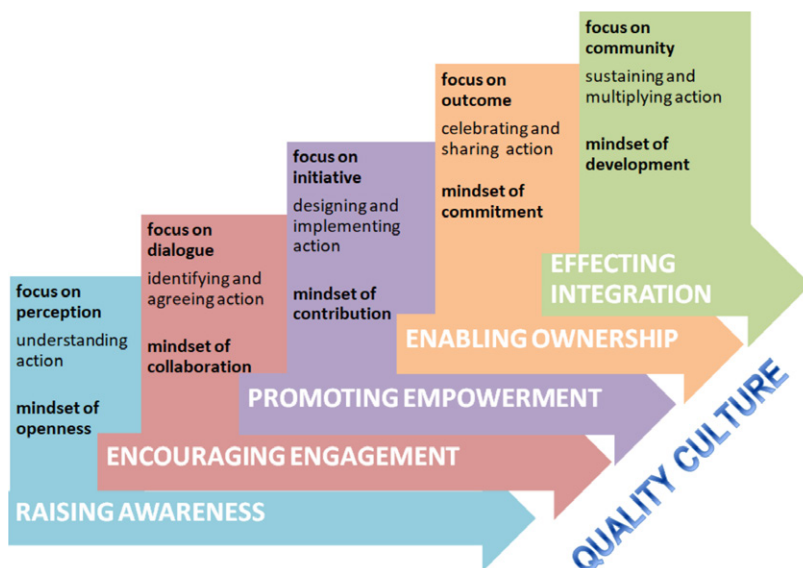 focus on
perception
understanding
action
mindset of
openness
RAISING AWARENESS
focus on
dialogue
identifying and
agreeing action
mindset of
collaboration
ENCOURAGING ENGAGEMENT
focus on
initiative
designing and
implementing
action
mindset of
contribution
PROMOTING EMPOWERMENT
focus on
outcome
celebrating and
sharing action
mindset of
commitment
ENABLING OWNERSHIP
focus on
community
sustaining and
multiplying action
mindset of
development
EFFECTING
INTEGRATION
QUALITY CULTURE